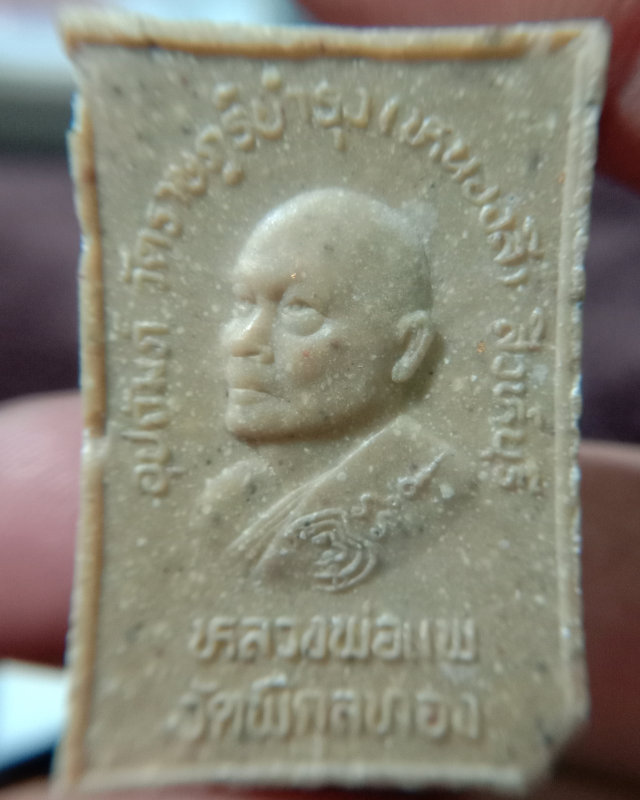 อุปถัมภ์ วัดราษฎร์บำรุง(หนองสี) สิงห์บุรี
หลวงพ่อแพ
วัดพิกุลทอง